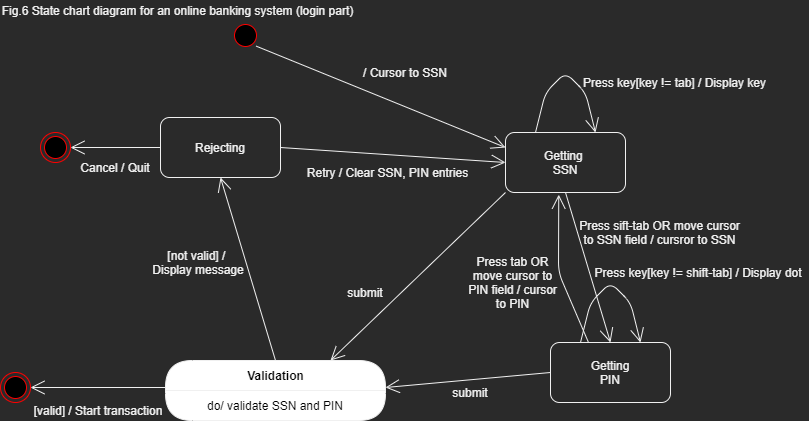 Fig.6 State chart diagram for an online banking system (login part)
/ Cursor to SSN
Press key[key != tab] / Display key
Rejecting
Getting
SSN
Cancel / Quit
Retry / Clear SSN, PIN entries
Press sift-tab OR move cursor
to SSN field / cursror to SSN
[not valid] /
Display message
Press tab OR
move cursor to
PIN field / cursor
to PIN
Press key[key != shift-tab] / Display dot
submit
Getting
PIN
Validation
do/ validate SSN and PIN
submit
[valid] / Start transaction